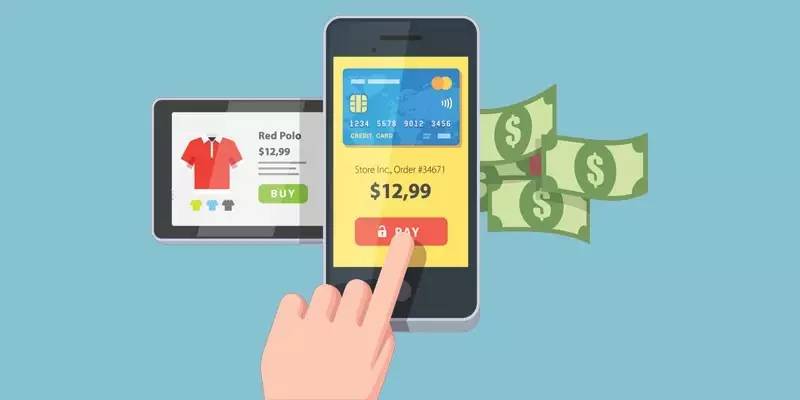 Red Polo
$12,99
BUY
1234 5678 9012 3456
CREDIT CARD
Store Inc., Order #34671
$12,99
PAY
$
$
$